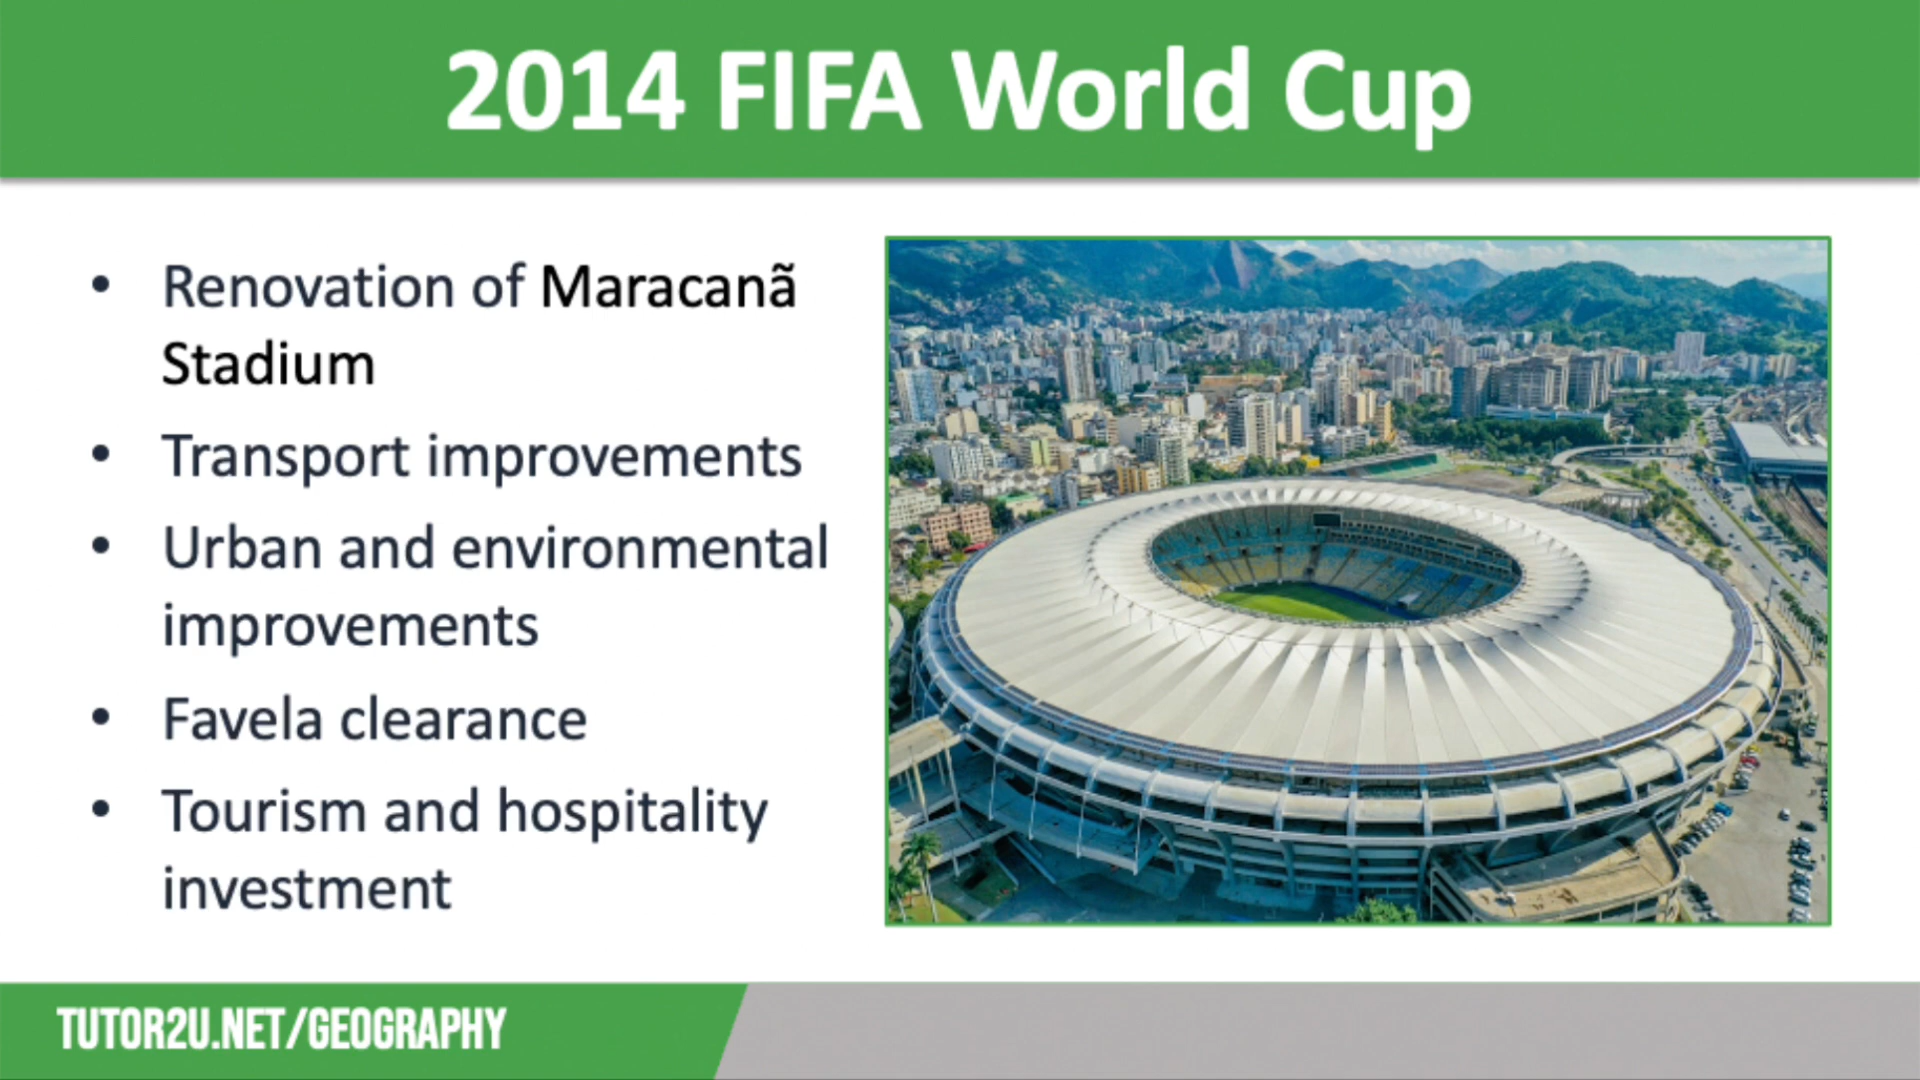 2014 FIFA World Cup
• Renovation of Maracanã
Stadium
• Transport improvements
• Urban and environmental
improvements
• Favela clearance
• Tourism and hospitality
investment
TUTOR2U.NET/GEOGRAPHY